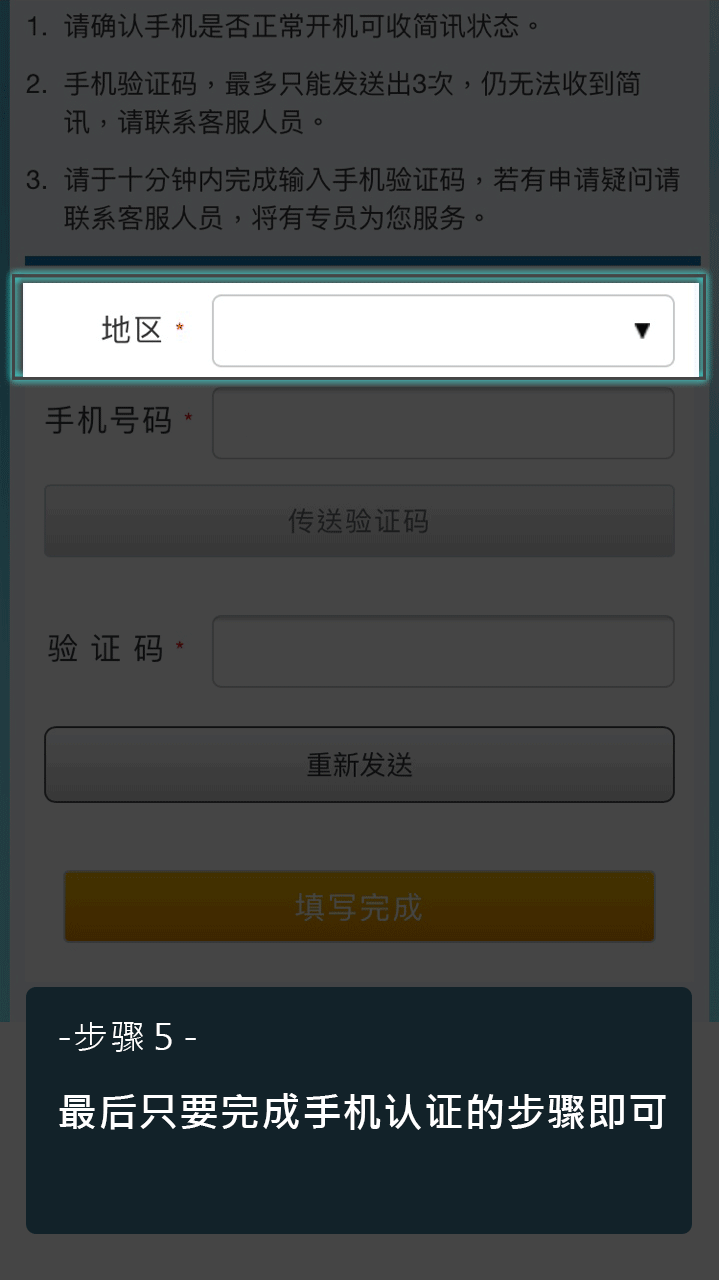 1. 请确认手机是否正常开机可收简讯状态。
2. 手机验证码，最多只能发送出3次，仍无法收到简
讯，请联系客服人员。
3. 请于十分钟内完成输入手机验证码，若有申请疑问请
联系客服人员，将有专员为您服务。
地区 * ▼
手机号码 *
传送验证码
验 证 码 *
重新发送
填写完成
-步骤 5 -
最后只要完成手机认证的步骤即可